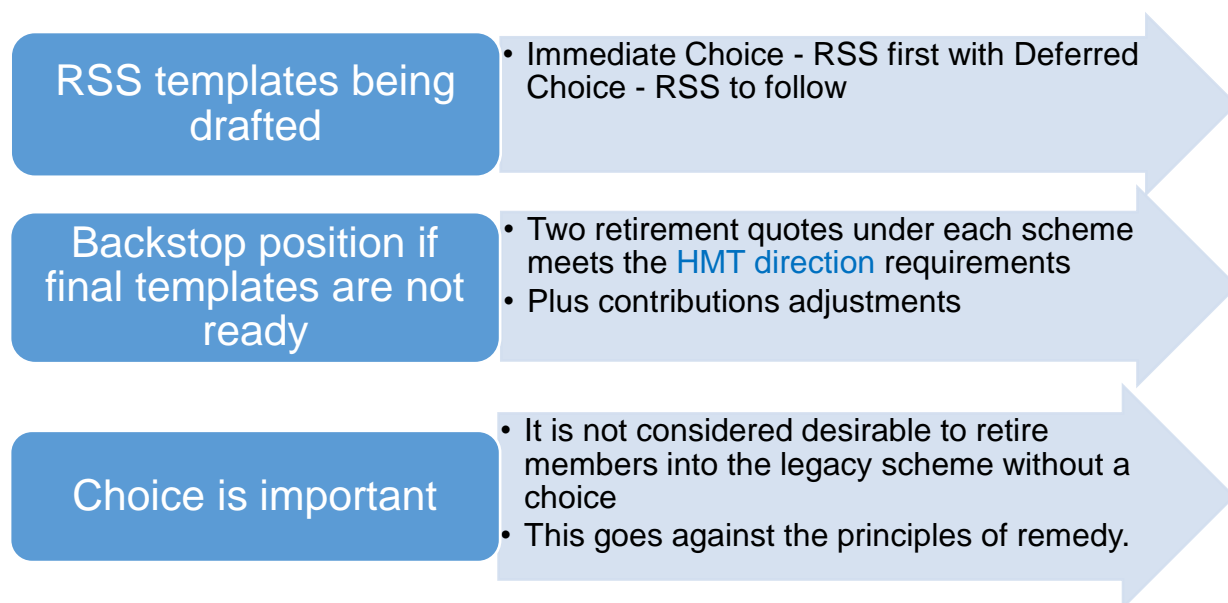 RSS templates being
drafted
• Immediate Choice - RSS first with Deferred
Choice - RSS to follow
Backstop position if
final templates are not
ready
• Two retirement quotes under each scheme
meets the HMT direction requirements
• Plus contributions adjustments
Choice is important
• It is not considered desirable to retire
members into the legacy scheme without a
choice
• This goes against the principles of remedy.